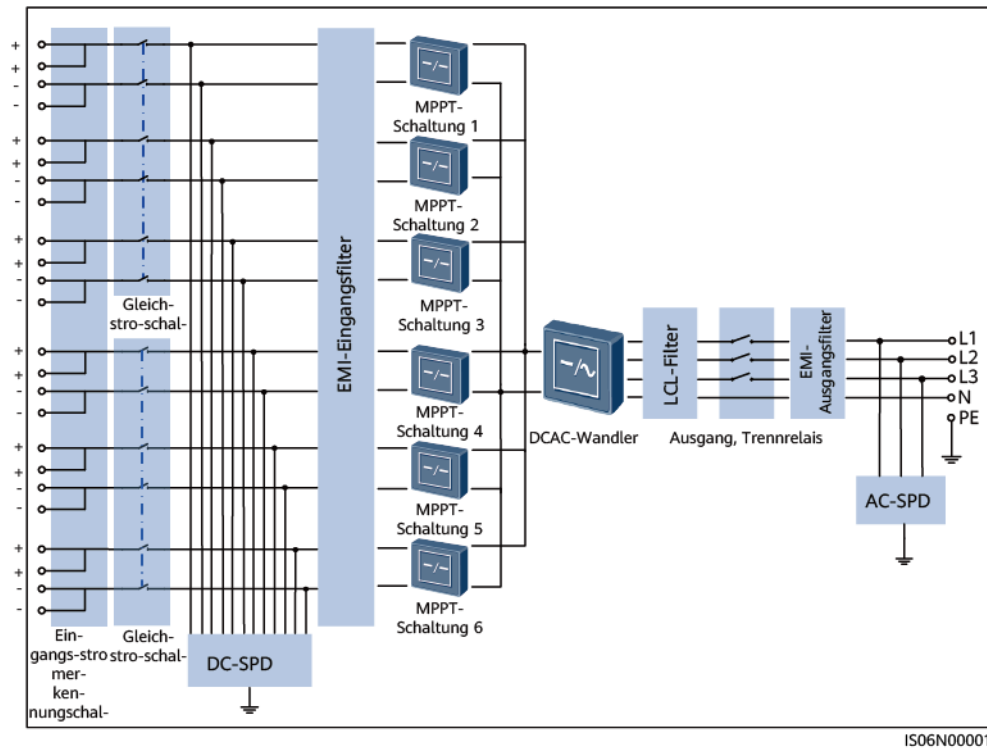 +
+
-
-
+
+
-
-
+
+
-
-
+
+
-
-
+
+
-
-
+
+
-
-
Ein-
gangs-stro
mer-
ken-
nungschal-
Gleich-
stro-schal-
Gleich-
stro-schal-
DC-SPD
EMI-Eingangsfilter
MPPT-
Schaltung 1
MPPT-
Schaltung 2
MPPT-
Schaltung 3
MPPT-
Schaltung 4
MPPT-
Schaltung 5
MPPT-
Schaltung 6
DCAC-Wandler
LCL-Filter
Ausgang, Trennrelais
EMI-
Ausgangsfilter
L1
L2
L3
N
PE
AC-SPD
IS06N00001